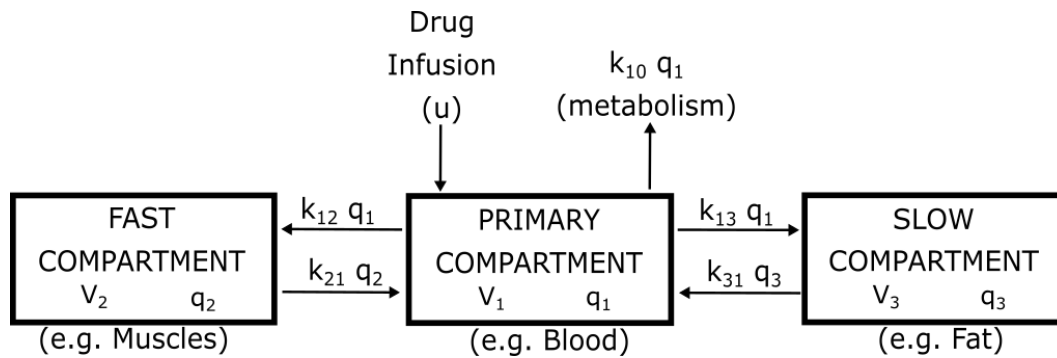 Drug
Infusion
(u)
k₁₀ q₁
(metabolism)
FAST
COMPARTMENT
V₂ q₂
(e.g. Muscles)
k₁₂ q₁
k₂₁ q₂
PRIMARY
COMPARTMENT
V₁ q₁
(e.g. Blood)
k₁₃ q₁
k₃₁ q₃
SLOW
COMPARTMENT
V₃ q₃
(e.g. Fat)